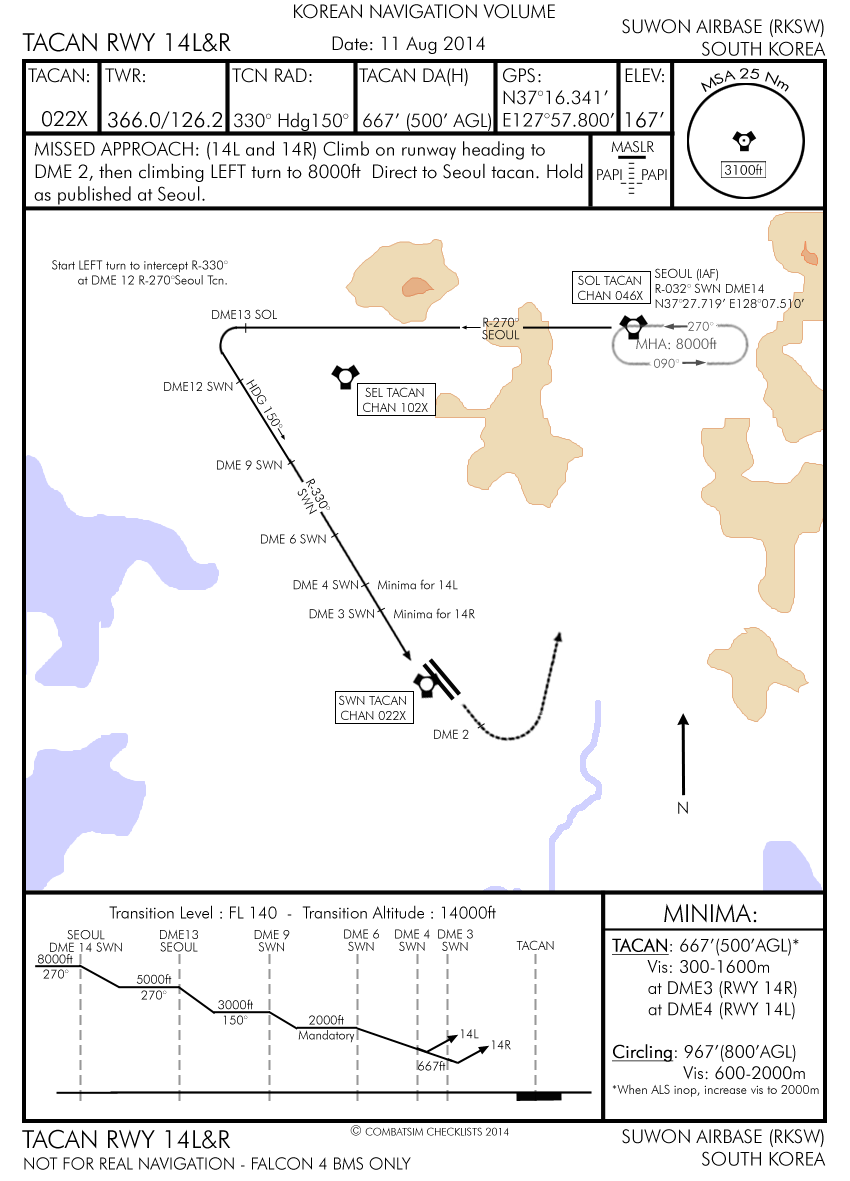 KOREAN NAVIGATION VOLUME
TACAN RWY 14L&R
Date: 11 Aug 2014
SUWON AIRBASE (RKSW)
SOUTH KOREA
TACAN:
022X
TWR:
366.0/126.2
TCN RAD:
330° Hdg150°
TACAN DA(H)
667' (500' AGL)
GPS:
N37°16.341'
E127°57.800'
ELEV:
167'
MSA 25 Nm
3100ft
MISSED APPROACH: (14L and 14R) Climb on runway heading to
DME 2, then climbing LEFT turn to 8000ft Direct to Seoul tacan. Hold
as published at Seoul.
MASLR
PAPI PAPI
Start LEFT turn to intercept R-330°
at DME 12 R-270°Seoul Tcn.
SOL TACAN
CHAN 046X
SEOUL (IAF)
R-032° SWN DME14
N37°27.719' E128°07.510'
DME13 SOL
R-270°
SEOUL
270°
MHA: 8000ft
090°
DME12 SWN
HDG 150°
SEL TACAN
CHAN 102X
DME 9 SWN
R-330°
SWN
DME 6 SWN
DME 4 SWN
Minima for 14L
DME 3 SWN
Minima for 14R
SWN TACAN
CHAN 022X
DME 2
N
Transition Level : FL 140 - Transition Altitude : 14000ft
SEOUL
DME 14 SWN
DME13
SEOUL
DME 9
SWN
DME 6
SWN
DME 4
SWN
DME 3
SWN
TACAN
8000ft
270°
5000ft
270°
3000ft
150°
2000ft
Mandatory
14L
14R
667ft
MINIMA:
TACAN: 667'(500'AGL)*
Vis: 300-1600m
at DME3 (RWY 14R)
at DME4 (RWY 14L)
Circling: 967'(800'AGL)
Vis: 600-2000m
*When ALS inop, increase vis to 2000m
TACAN RWY 14L&R
© COMBATSIM CHECKLISTS 2014
SUWON AIRBASE (RKSW)
NOT FOR REAL NAVIGATION - FALCON 4 BMS ONLY
SOUTH KOREA